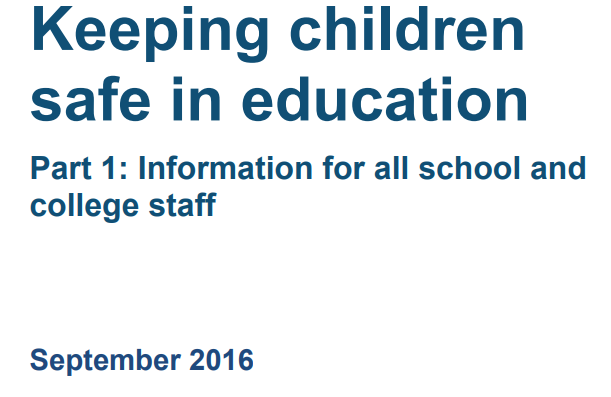 Keeping children
safe in education
Part 1: Information for all school and
college staff
September 2016